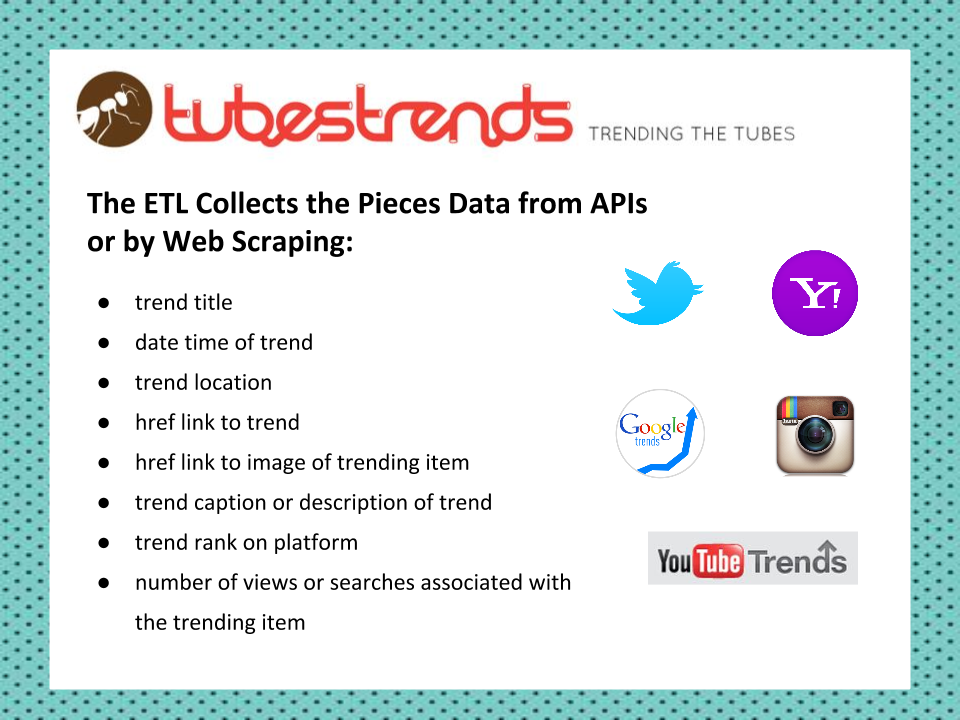 tubestrends TRENDING THE TUBES
The ETL Collects the Pieces Data from APIs
or by Web Scraping:
● trend title
● date time of trend
● trend location
● href link to trend
● href link to image of trending item
● trend caption or description of trend
● trend rank on platform
● number of views or searches associated with
the trending item
Y!
Google
trends
YouTube Trends